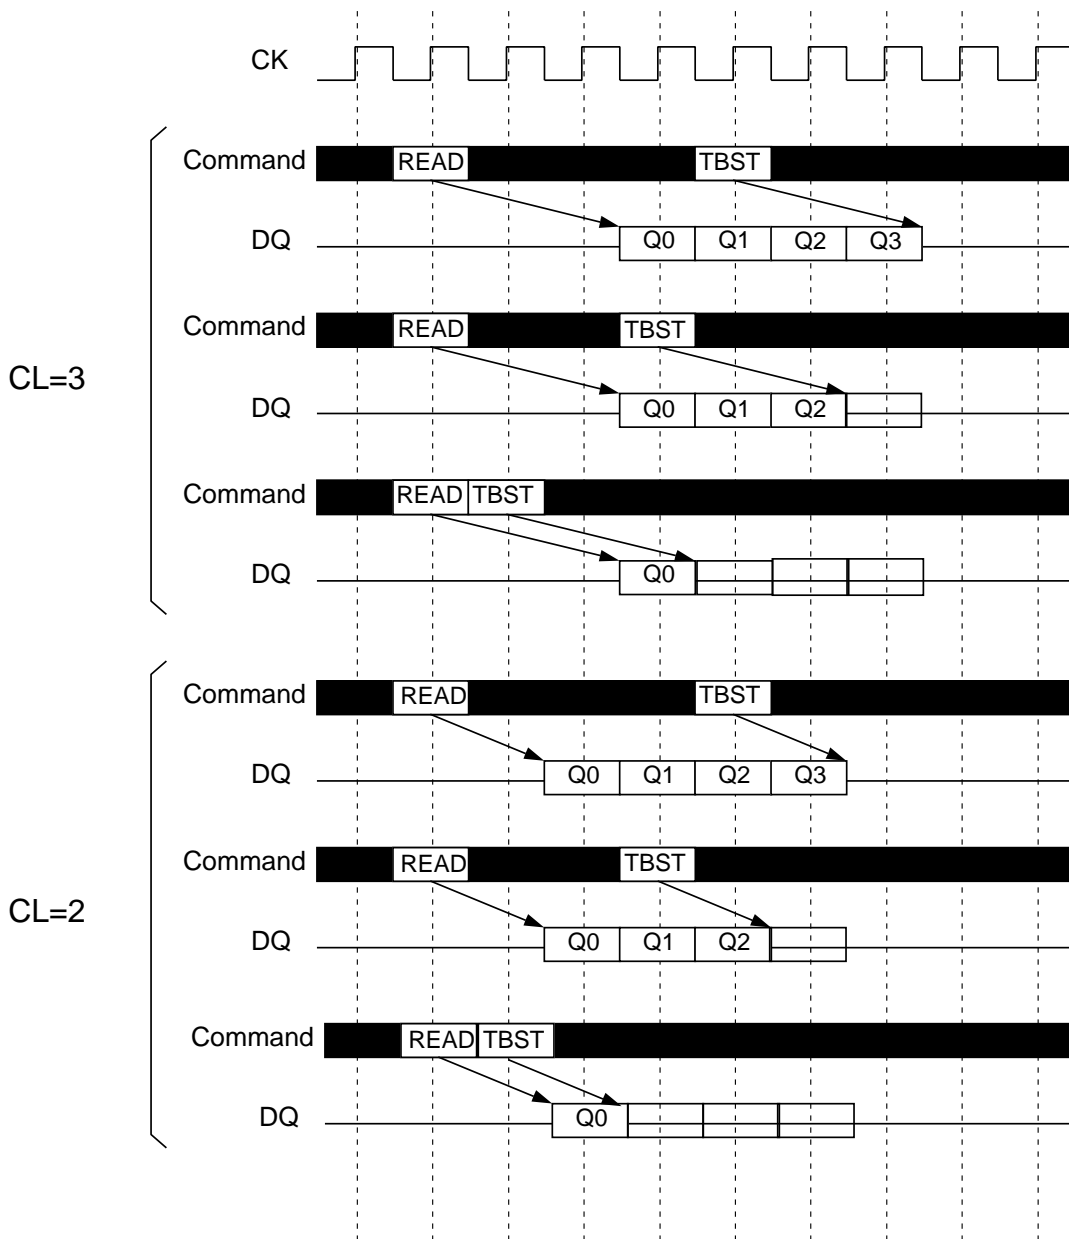 CK
Command READ TBST
DQ Q0 Q1 Q2 Q3
Command READ TBST
CL=3
DQ Q0 Q1 Q2
Command READ TBST
DQ Q0
Command READ TBST
DQ Q0 Q1 Q2 Q3
Command READ TBST
CL=2
DQ Q0 Q1 Q2
Command READ TBST
DQ Q0